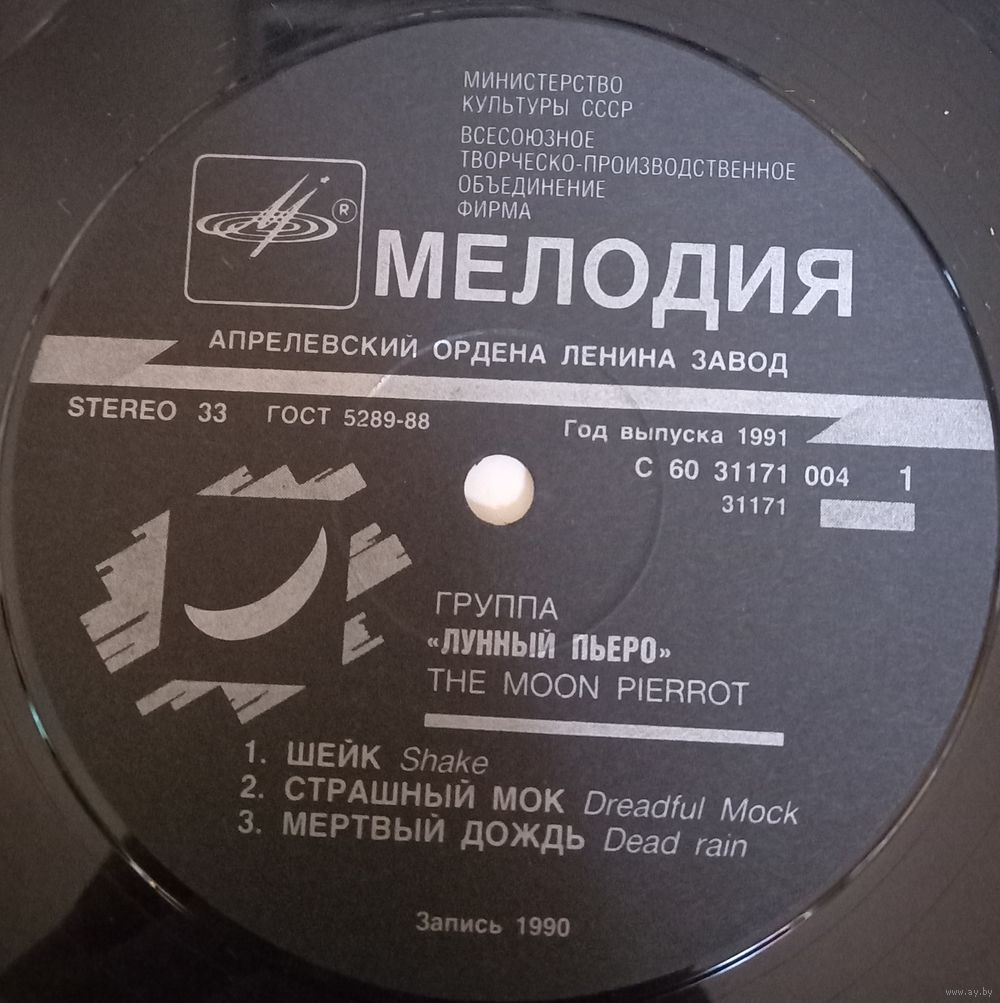 МИНИСТЕРСТВО
КУЛЬТУРЫ СССР
ВСЕСОЮЗНОЕ
ТВОРЧЕСКО-ПРОИЗВОДСТВЕННОЕ
ОБЪЕДИНЕНИЕ
ФИРМА
R
МЕЛОДИЯ
АПРЕЛЕВСКИЙ ОРДЕНА ЛЕНИНА ЗАВОД
STEREO 33 ГОСТ 5289-88
Год выпуска 1991
С 60 31171 004 1
31171
ГРУППА
«ЛУННЫЙ ПЬЕРО»
THE MOON PIERROT
1. ШЕЙК Shake
2. СТРАШНЫЙ МОК Dreadful Mock
3. МЕРТВЫЙ ДОЖДЬ Dead rain
Запись 1990
www.ay.by